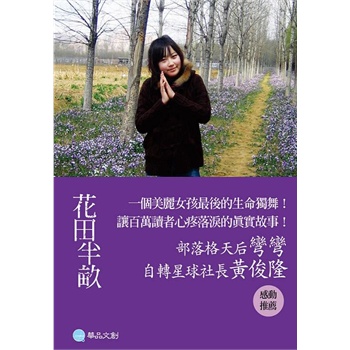 花田半畝
一個美麗女孩最後的生命獨舞！
讓百萬讀者心疼落淚的真實故事！
部落格天后彎彎
自轉星球社長黃俊隆
感動
推薦
華品文創